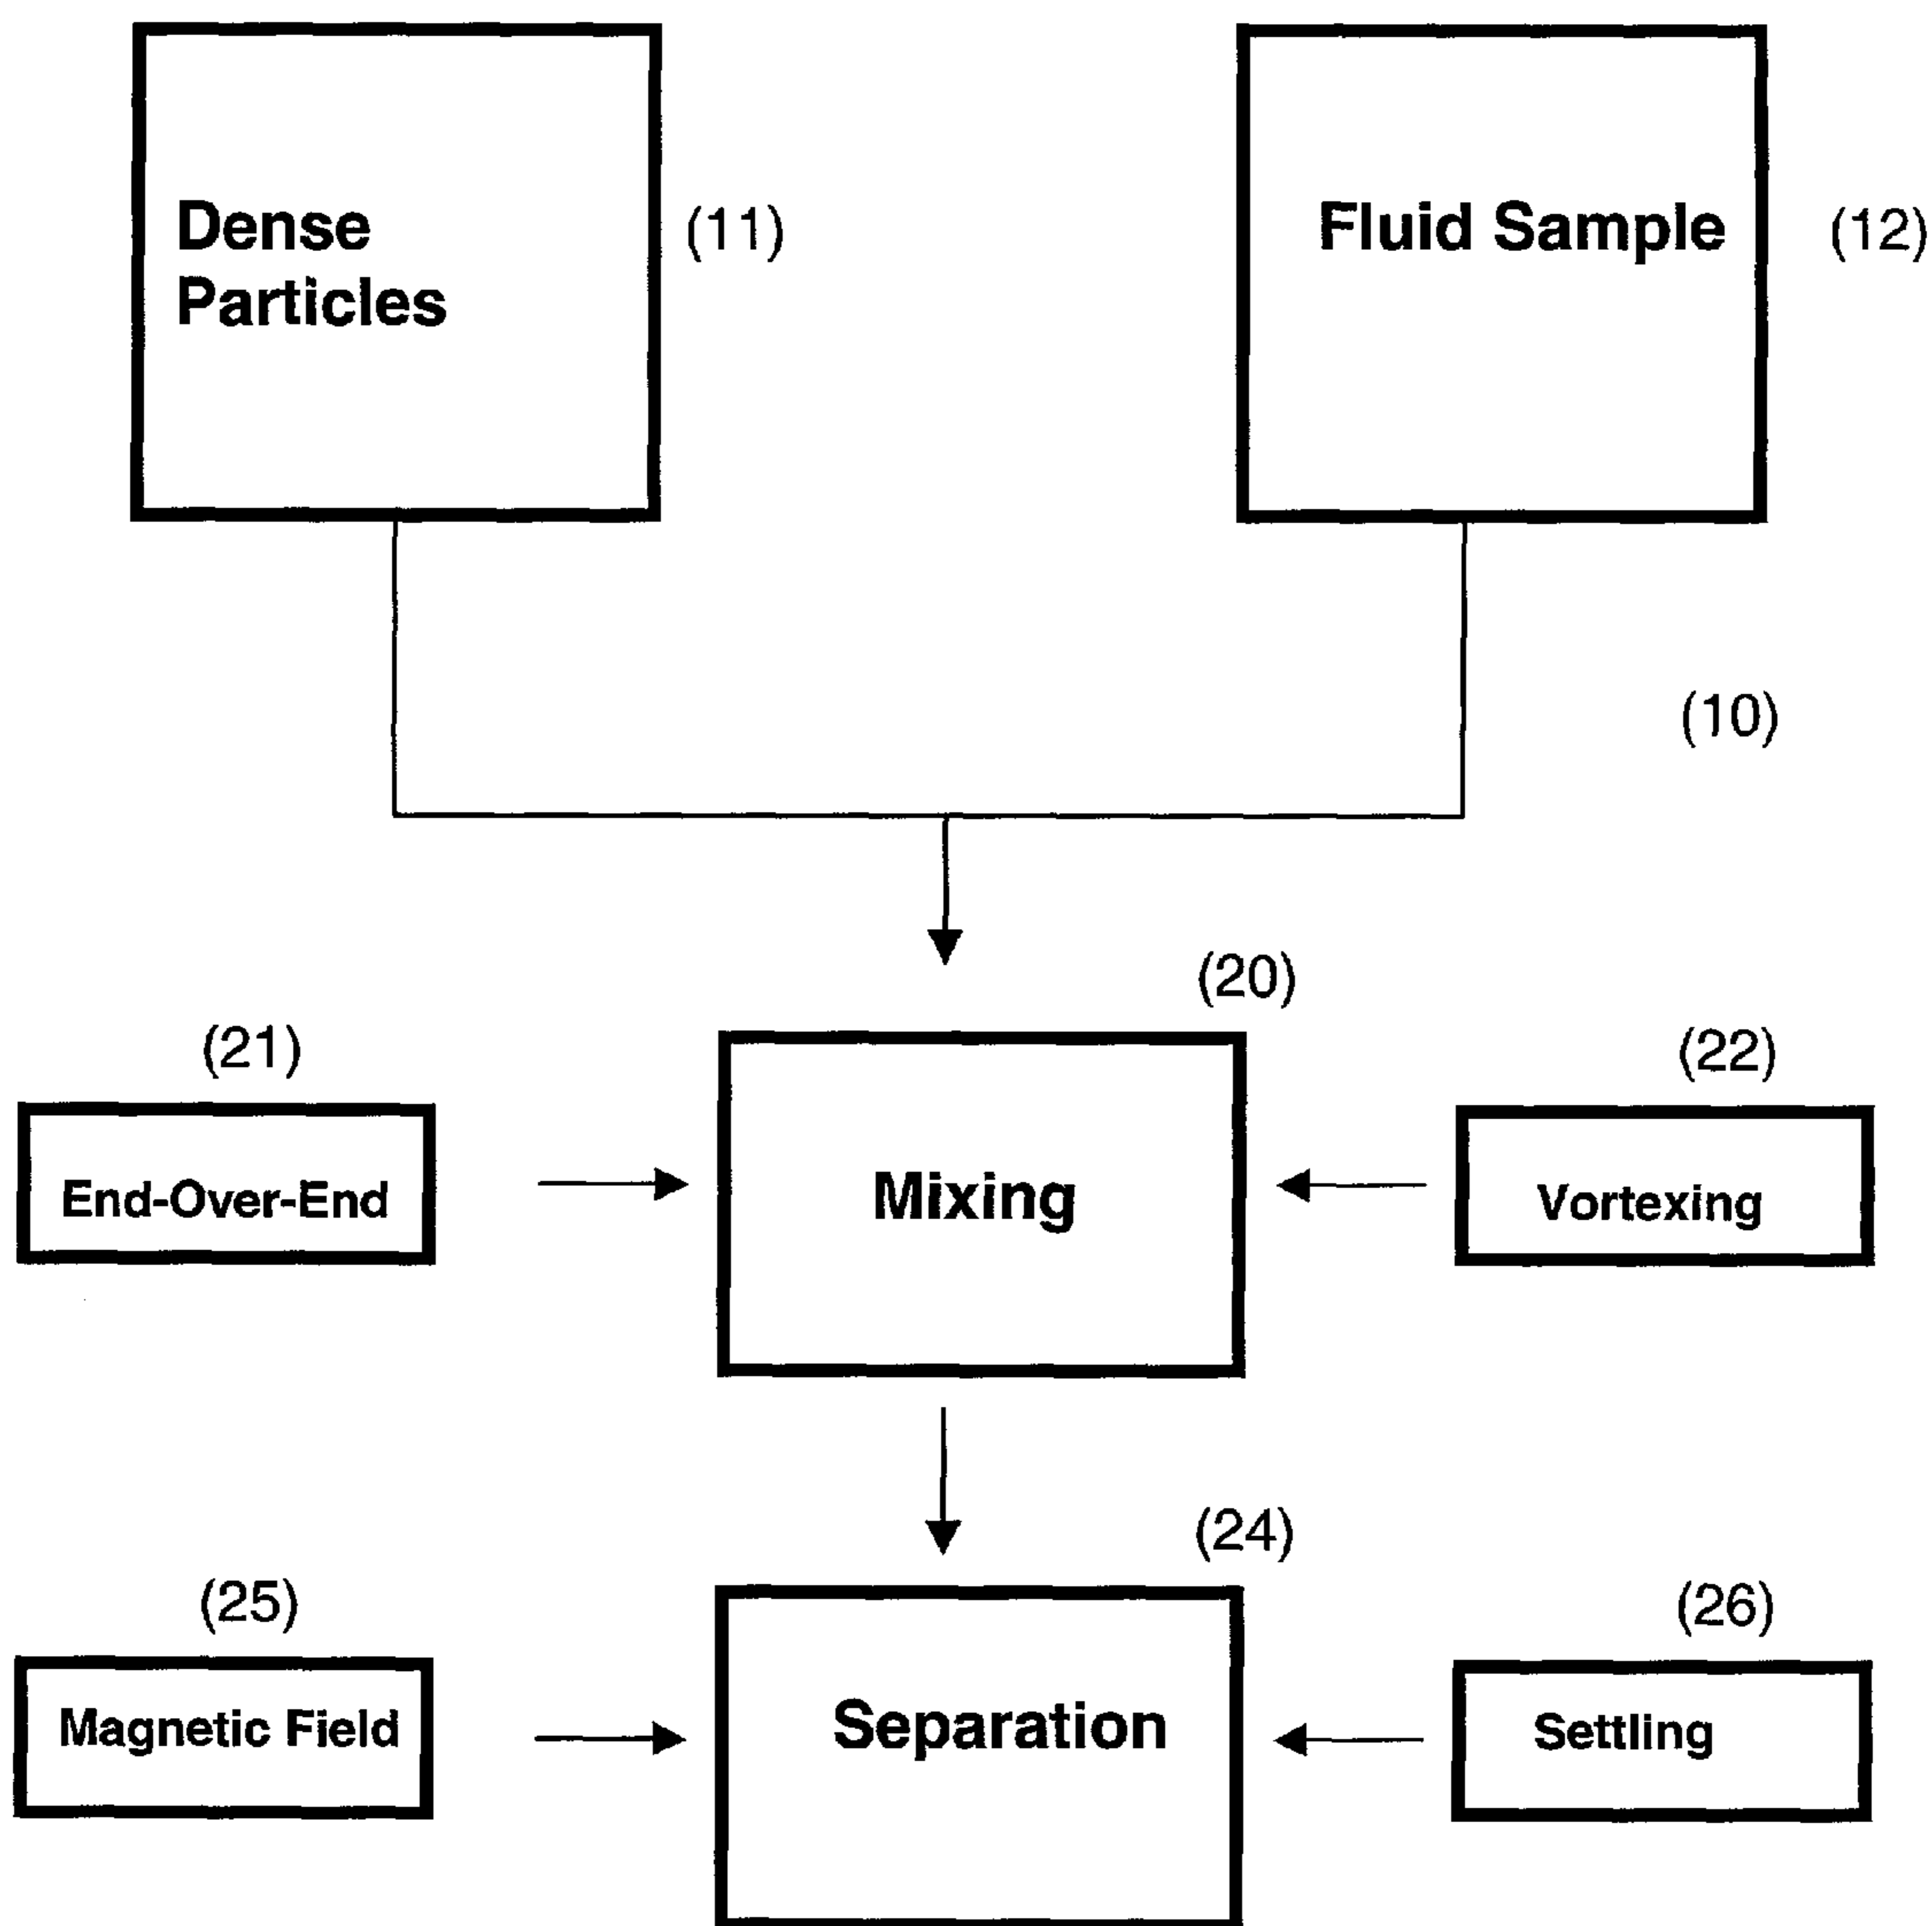 Dense
Particles
(11)
Fluid Sample
(12)
(10)
(20)
(21)
(22)
End-Over-End
Mixing
Vortexing
(24)
(25)
(26)
Magnetic Field
Separation
Settling